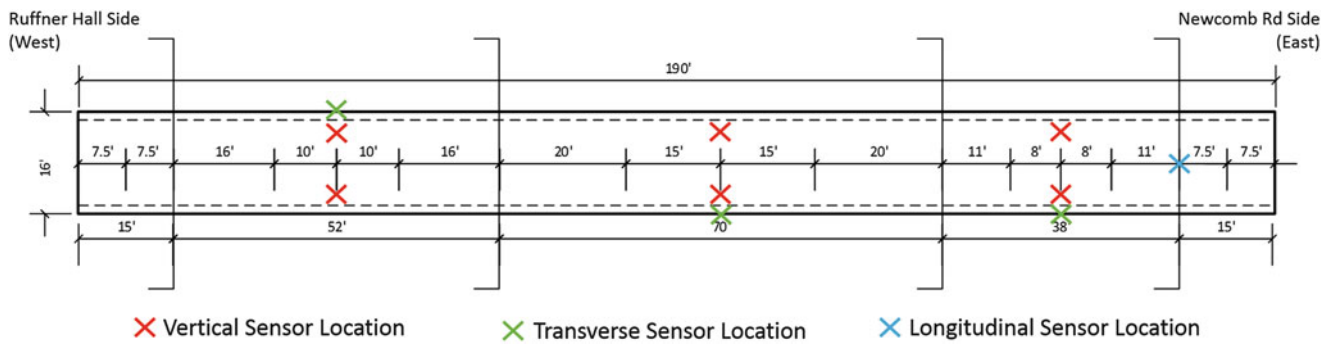 Ruffner Hall Side
(West)
Newcomb Rd Side
(East)
190'
16'
7.5' 7.5' 16' 10' 10' 16' 20' 15' 15' 20' 11' 8' 8' 11' 7.5' 7.5'
15' 52' 70' 38' 15'
Vertical Sensor Location
Transverse Sensor Location
Longitudinal Sensor Location